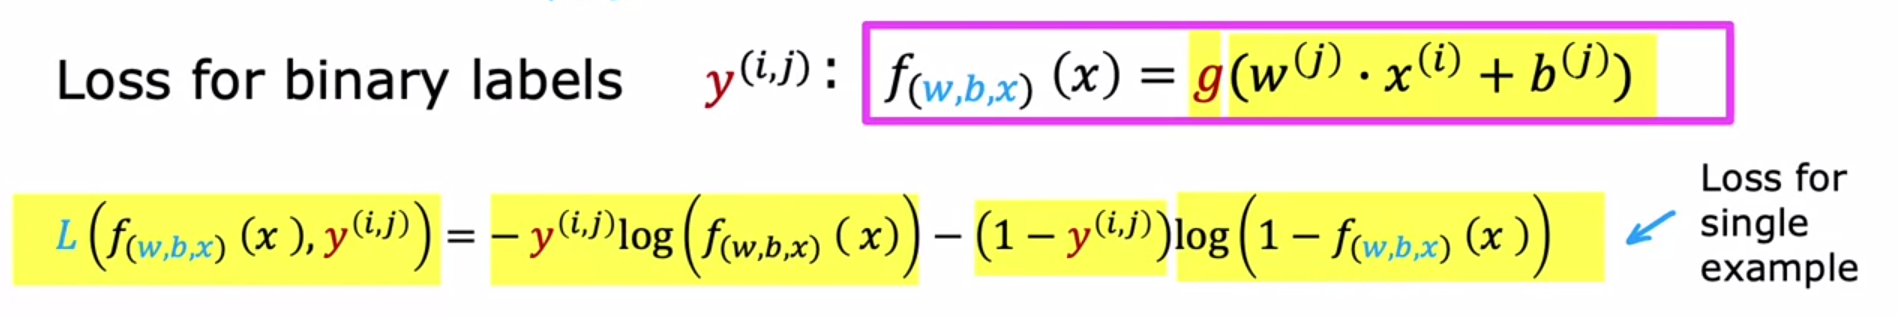 Loss for binary labels y^(i,j) : f_(w,b,x) (x) = g(w^(j) · x^(i) + b^(j))
L(f_(w,b,x) (x), y^(i,j)) = − y^(i,j) log(f_(w,b,x) (x)) − (1 − y^(i,j)) log(1 − f_(w,b,x) (x))
Loss for
single
example